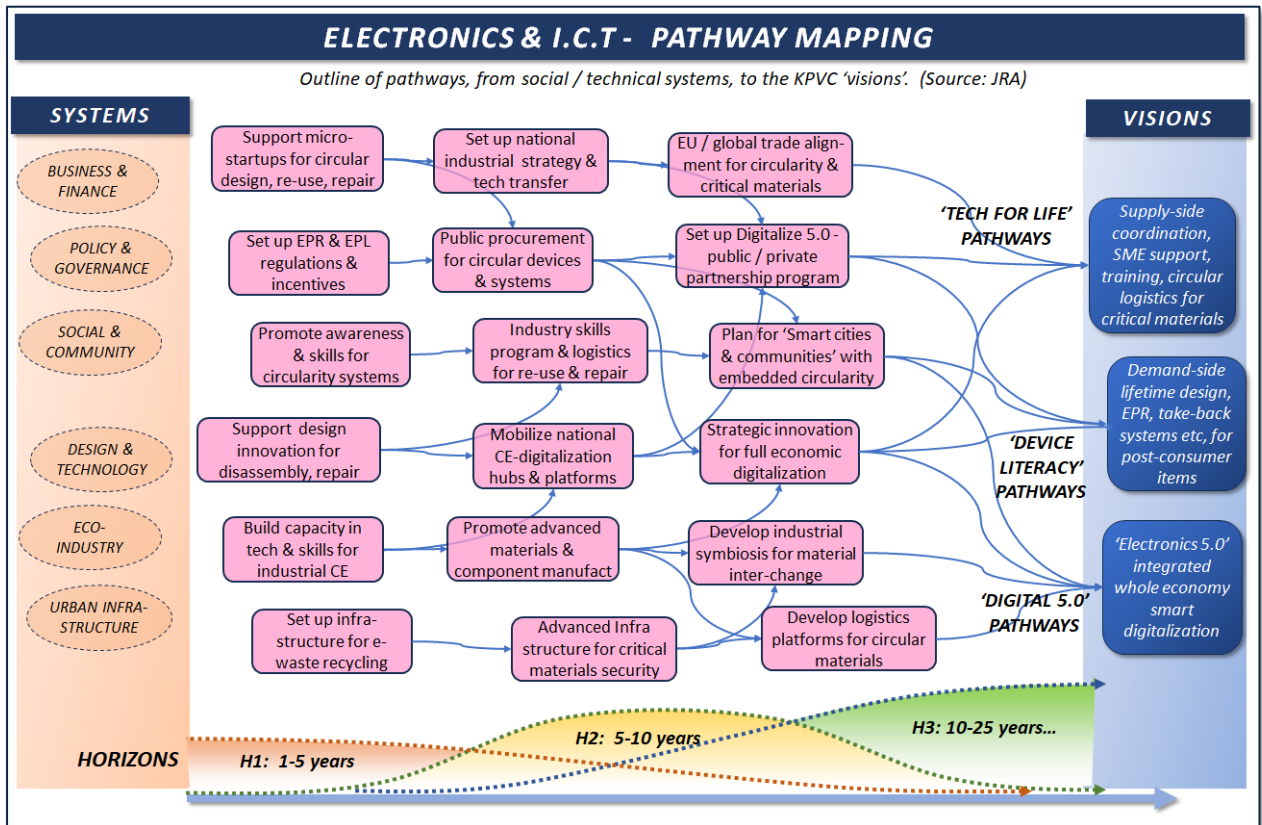 ELECTRONICS & I.C.T - PATHWAY MAPPING
Outline of pathways, from social / technical systems, to the KPVC ‘visions’. (Source: JRA)
SYSTEMS
BUSINESS &
FINANCE
POLICY &
GOVERNANCE
SOCIAL &
COMMUNITY
DESIGN &
TECHNOLOGY
ECO-
INDUSTRY
URBAN INFRA-
STRUCTURE
Support micro-
startups for circular
design, re-use, repair
Set up national
industrial strategy &
tech transfer
EU / global trade align-
ment for circularity &
critical materials
Set up EPR & EPL
regulations &
incentives
Public procurement
for circular devices
& systems
Set up Digitalize 5.0 -
public / private
partnership program
Promote awareness
& skills for
circularity systems
Industry skills
program & logistics
for re-use & repair
Plan for ‘Smart cities
& communities’ with
embedded circularity
Support design
innovation for
disassembly, repair
Mobilize national
CE-digitalization
hubs & platforms
Strategic innovation
for full economic
digitalization
Build capacity in
tech & skills for
industrial CE
Promote advanced
materials &
component manufact
Develop industrial
symbiosis for material
inter-change
Set up infra-
structure for e-
waste recycling
Advanced Infra
structure for critical
materials security
Develop logistics
platforms for circular
materials
‘TECH FOR LIFE’
PATHWAYS
‘DEVICE
LITERACY’
PATHWAYS
‘DIGITAL 5.0’
PATHWAYS
VISIONS
Supply-side
coordination,
SME support,
training, circular
logistics for
critical materials
Demand-side
lifetime design,
EPR, take-back
systems etc, for
post-consumer
items
‘Electronics 5.0’
integrated
whole economy
smart
digitalization
HORIZONS
H1: 1-5 years
H2: 5-10 years
H3: 10-25 years...